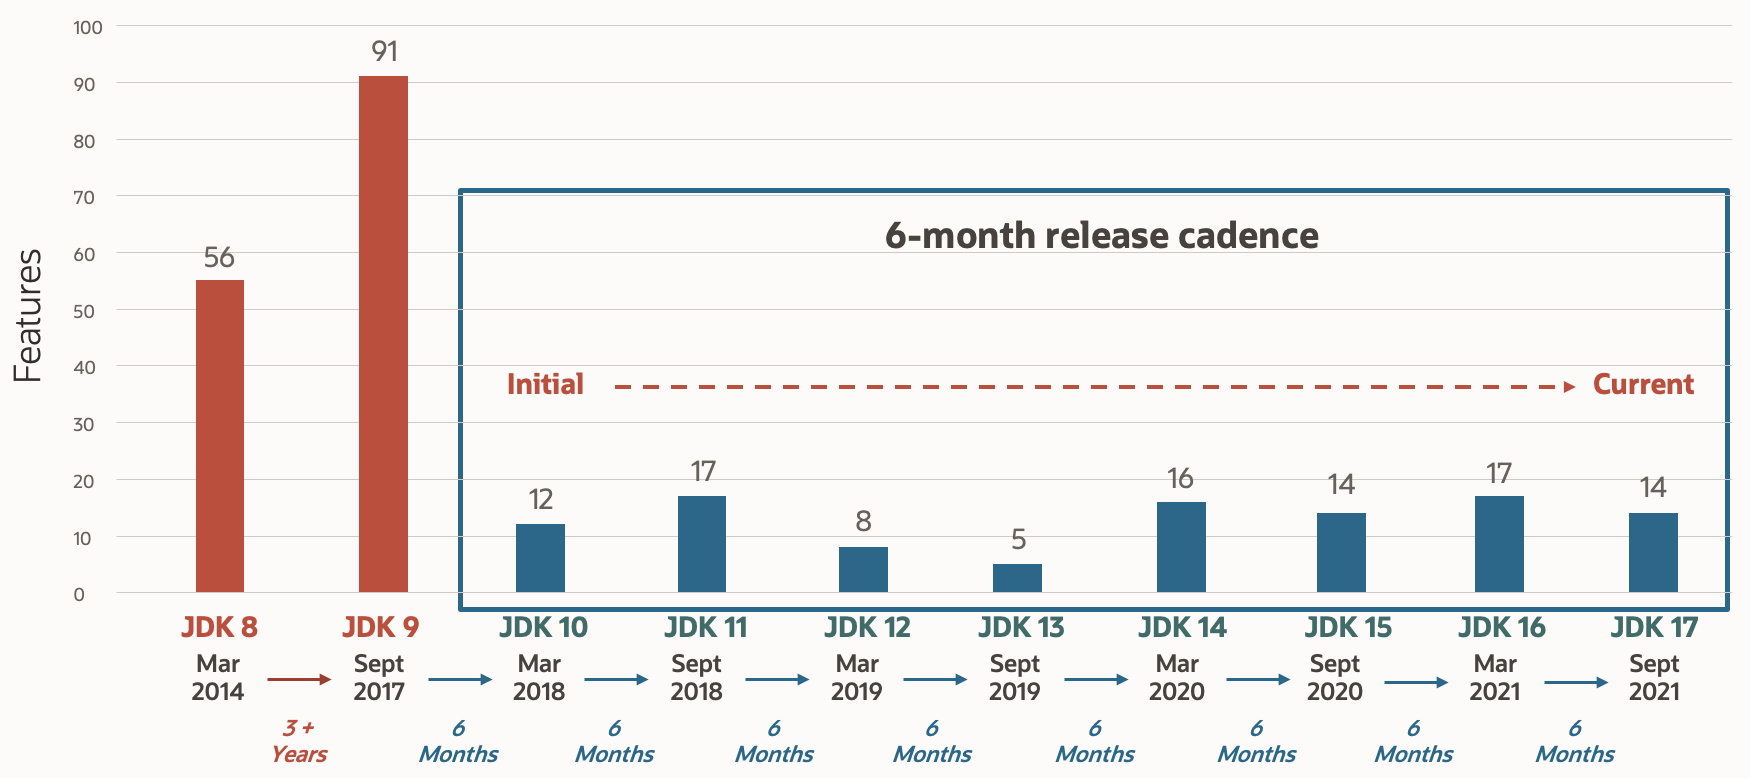 100
90
80
70
60
50
40
30
20
10
0
Features
56
91
6-month release cadence
Initial
Current
12
17
8
5
16
14
17
14
JDK 8
JDK 9
JDK 10
JDK 11
JDK 12
JDK 13
JDK 14
JDK 15
JDK 16
JDK 17
Mar
2014
Sept
2017
Mar
2018
Sept
2018
Mar
2019
Sept
2019
Mar
2020
Sept
2020
Mar
2021
Sept
2021
3 +
Years
6
Months
6
Months
6
Months
6
Months
6
Months
6
Months
6
Months
6
Months